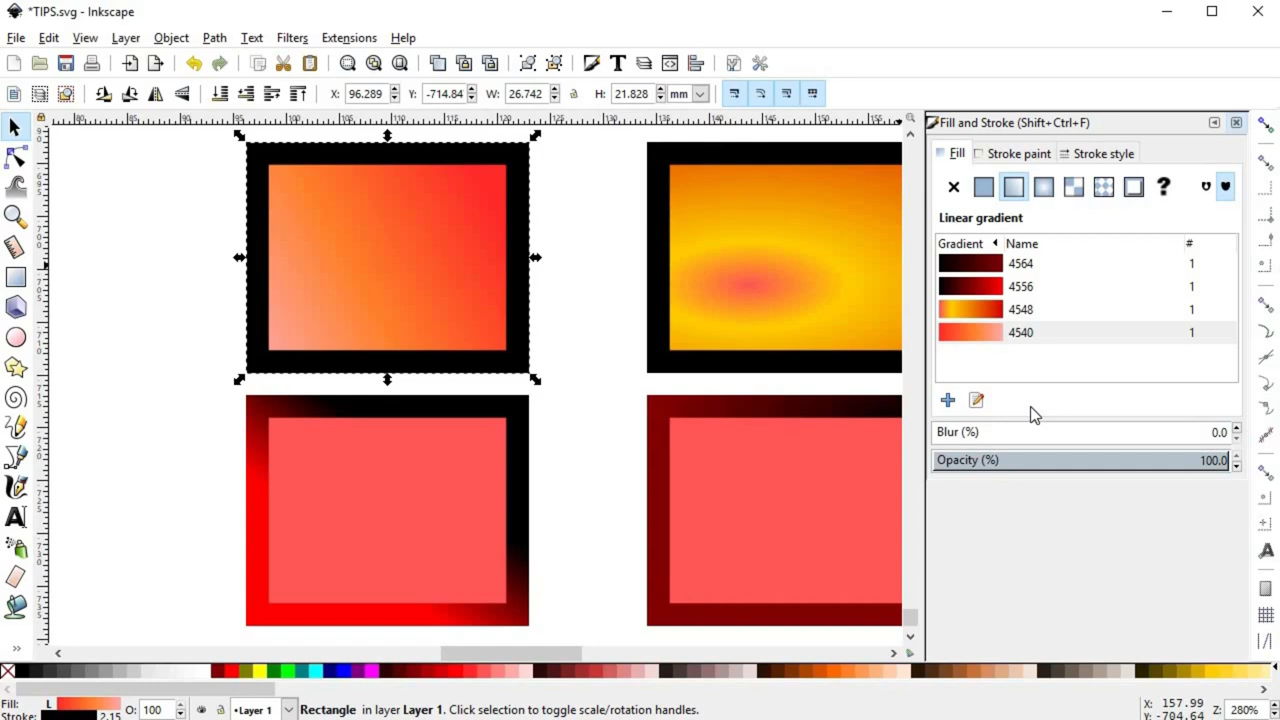 *TIPS.svg - Inkscape
File Edit View Layer Object Path Text Filters Extensions Help
X: 96.289 Y: -714.84 W: 26.742 H: 21.828 mm
Fill and Stroke (Shift+Ctrl+F)
Fill Stroke paint Stroke style
Linear gradient
Gradient Name #
4564 1
4556 1
4548 1
4540 1
Blur (%) 0.0
Opacity (%) 100.0
Fill: L O: 100 •Layer 1 Rectangle in layer Layer 1. Click selection to toggle scale/rotation handles. X: 157.99 Z: 280%
Stroke: 2.15 Y: -704.64